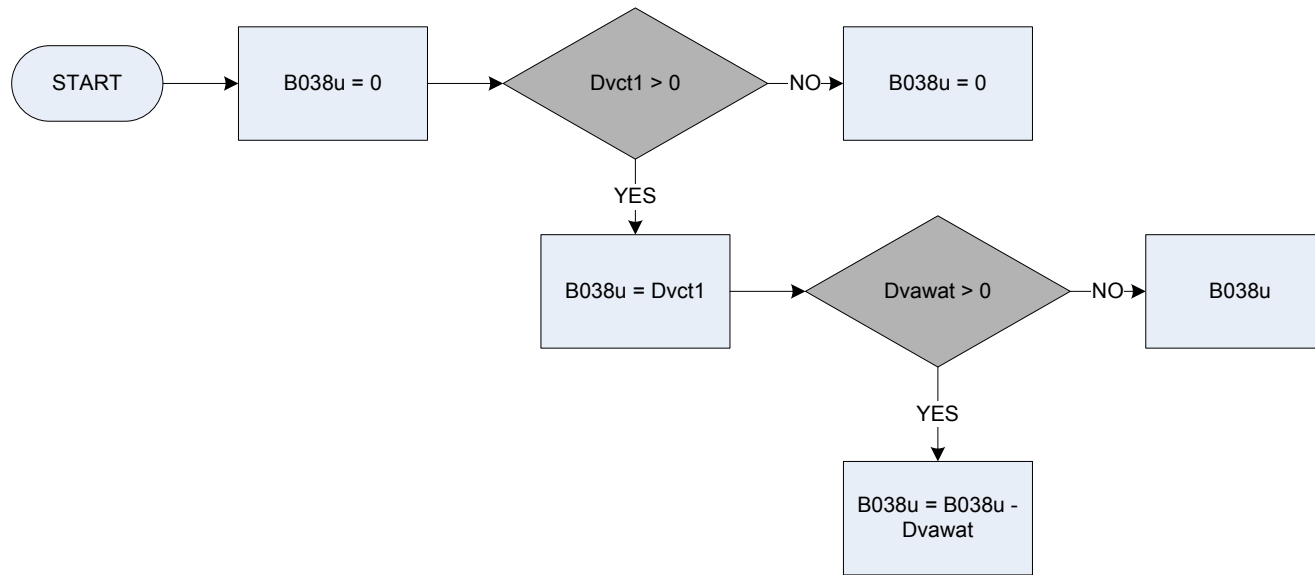 START
B038u = 0
Dvct1 > 0
NO
B038u = 0
YES
B038u = Dvct1
Dvawat > 0
NO
B038u
YES
B038u = B038u -
Dvawat